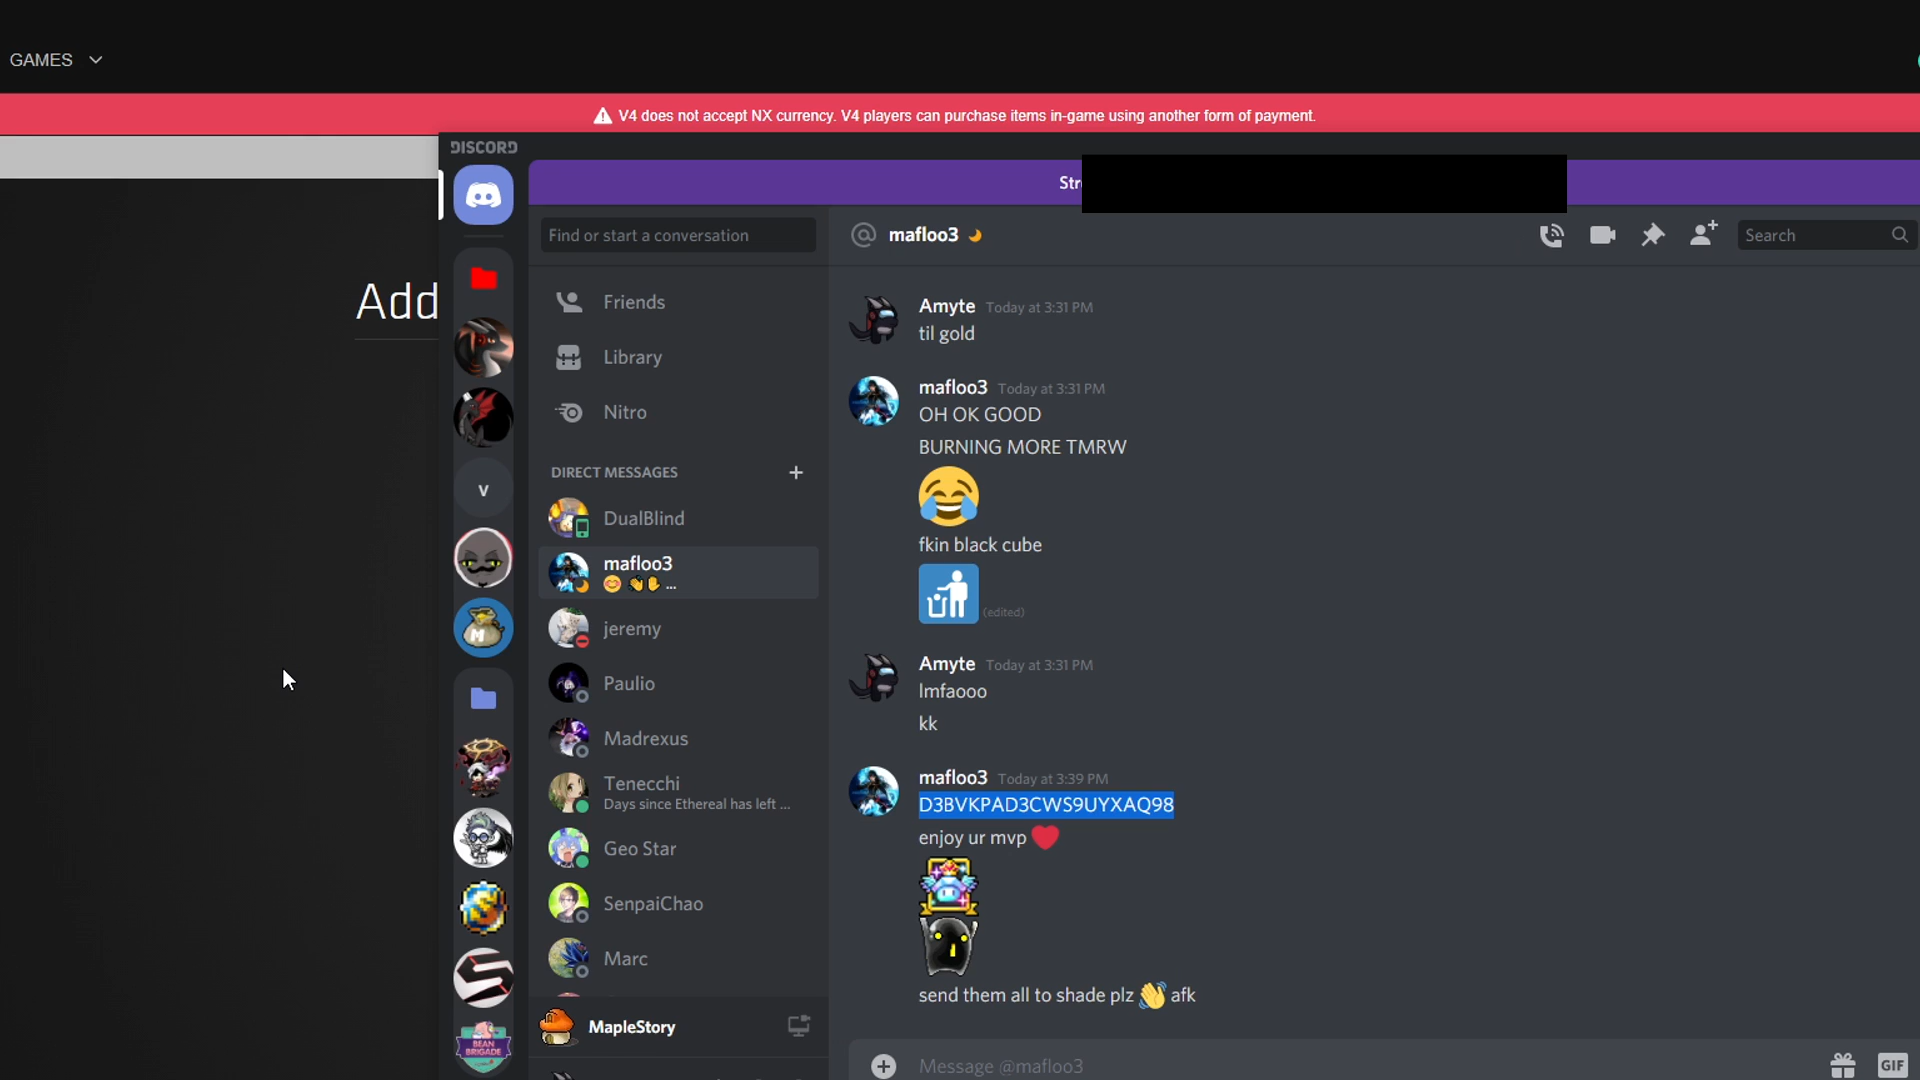 GAMES
V4 does not accept NX currency. V4 players can purchase items in-game using another form of payment.
DISCORD
Add
Find or start a conversation
Friends
Library
Nitro
DIRECT MESSAGES
DualBlind
mafloo3
...
jeremy
Paulio
Madrexus
Tenecchi
Days since Ethereal has left ...
Geo Star
SenpaiChao
Marc
MapleStory
v
M
BEAN
BRIGADE
Str
mafloo3
Search
Amyte Today at 3:31 PM
til gold
mafloo3 Today at 3:31 PM
OH OK GOOD
BURNING MORE TMRW
fkin black cube
(edited)
Amyte Today at 3:31 PM
lmfaooo
kk
mafloo3 Today at 3:39 PM
D3BVKPAD3CWS9UYXAQ98
enjoy ur mvp
send them all to shade plz 👋 afk
Message @mafloo3
GIF